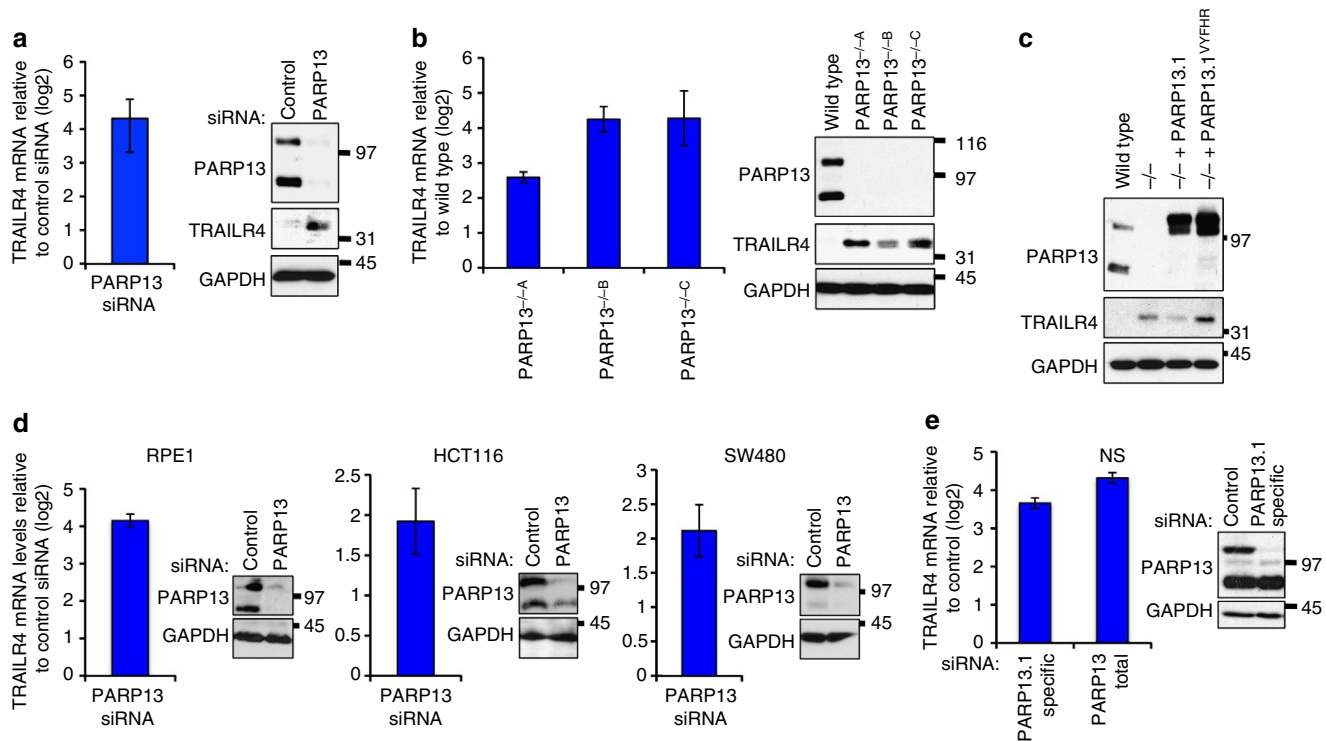 a
TRAILR4 mRNA relative
to control siRNA (log2)
6
5
4
3
2
1
0
PARP13
siRNA
siRNA:
Control
PARP13
PARP13
97
TRAILR4
31
45
GAPDH
b
TRAILR4 mRNA relative
to wild type (log2)
6
5
4
3
2
1
0
PARP13–/–A
PARP13–/–B
PARP13–/–C
Wild type
PARP13–/–A
PARP13–/–B
PARP13–/–C
116
PARP13
97
TRAILR4
31
45
GAPDH
c
Wild type
–/–
–/– + PARP13.1
–/– + PARP13.1VYFHR
97
PARP13
TRAILR4
31
45
GAPDH
d
TRAILR4 mRNA levels relative
to control siRNA (log2)
RPE1
5
4
3
2
1
0
PARP13
siRNA
siRNA:
Control
PARP13
PARP13
97
45
GAPDH
HCT116
2.5
2
1.5
1
0.5
0
PARP13
siRNA
siRNA:
Control
PARP13
PARP13
97
45
GAPDH
SW480
3
2.5
2
1.5
1
0.5
0
PARP13
siRNA
siRNA:
Control
PARP13
PARP13
97
45
GAPDH
e
TRAILR4 mRNA relative
to control (log2)
5
4
3
2
1
0
NS
siRNA:
PARP13.1
specific
PARP13
total
siRNA:
Control
PARP13.1
specific
PARP13
97
45
GAPDH